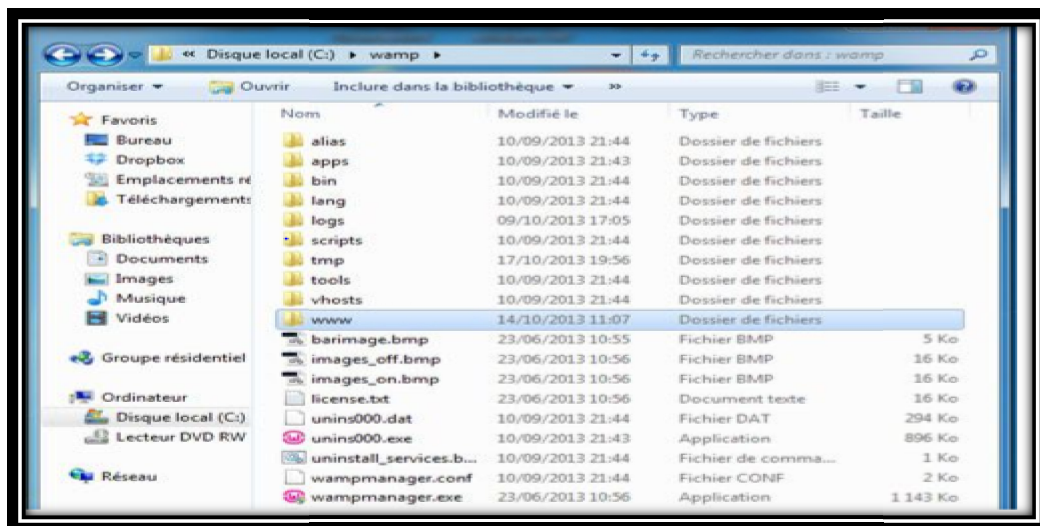 « Disque local (C:) ▸ wamp ▸ Rechercher dans : wamp
Organiser Ouvrir Inclure dans la bibliothèque »
Nom Modifié le Type Taille
Favoris
Bureau
Dropbox
Emplacements ré
Téléchargements
Bibliothèques
Documents
Images
Musique
Vidéos
Groupe résidentiel
Ordinateur
Disque local (C:)
Lecteur DVD RW
Réseau
alias 10/09/2013 21:44 Dossier de fichiers
apps 10/09/2013 21:43 Dossier de fichiers
bin 10/09/2013 21:44 Dossier de fichiers
lang 10/09/2013 21:44 Dossier de fichiers
logs 09/10/2013 17:05 Dossier de fichiers
scripts 10/09/2013 21:44 Dossier de fichiers
tmp 17/10/2013 19:56 Dossier de fichiers
tools 10/09/2013 21:44 Dossier de fichiers
vhosts 10/09/2013 21:44 Dossier de fichiers
www 14/10/2013 11:07 Dossier de fichiers
barimage.bmp 23/06/2013 10:55 Fichier BMP 5 Ko
images_off.bmp 23/06/2013 10:56 Fichier BMP 16 Ko
images_on.bmp 23/06/2013 10:56 Fichier BMP 16 Ko
license.txt 23/06/2013 10:56 Document texte 16 Ko
unins000.dat 10/09/2013 21:44 Fichier DAT 294 Ko
unins000.exe 10/09/2013 21:43 Application 896 Ko
uninstall_services.b... 10/09/2013 21:44 Fichier de comma... 1 Ko
wampmanager.conf 10/09/2013 21:44 Fichier CONF 2 Ko
wampmanager.exe 23/06/2013 10:56 Application 1 143 Ko